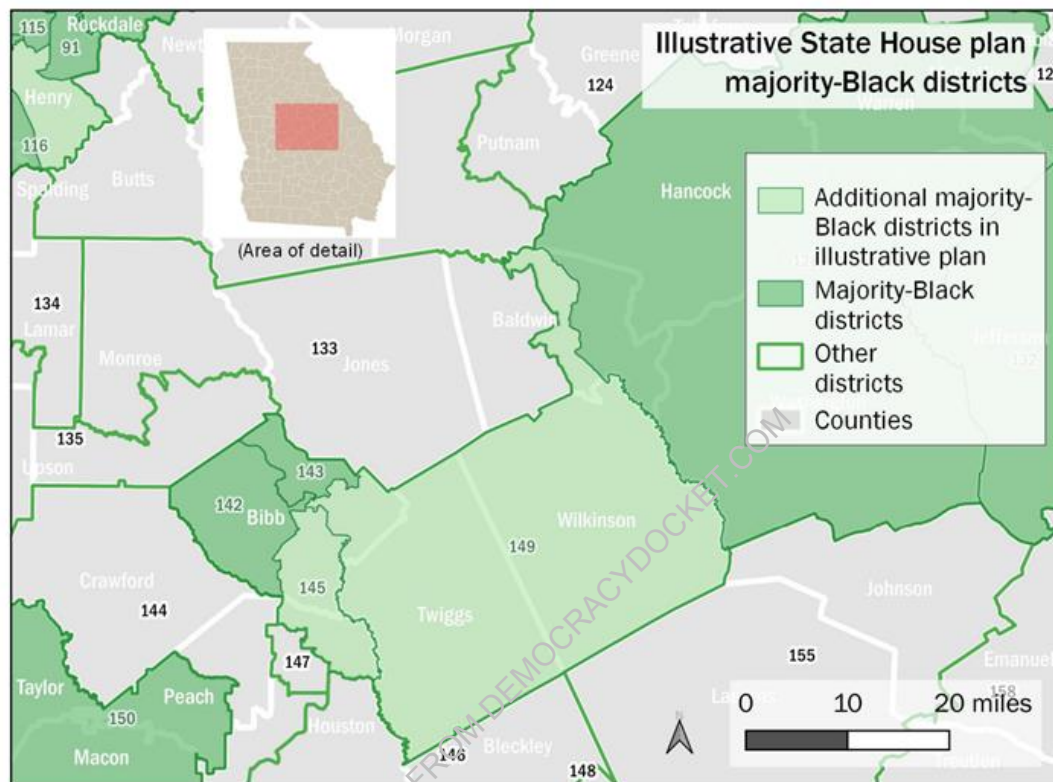 Illustrative State House plan
majority-Black districts
Additional majority-
Black districts in
illustrative plan
Majority-Black
districts
Other
districts
Counties
(Area of detail)
0 10 20 miles
N
115
Rockdale
91
Morgan
Greene
124
Warren
Henry
116
Spalding
Butts
Putnam
Hancock
134
Lamar
Monroe
133
Jones
Baldwin
Jefferson
135
Upson
143
142
Bibb
Wilkinson
149
Crawford
144
145
Twiggs
Johnson
147
155
Emanuel
158
Taylor
Peach
150
Macon
Houston
146
Bleckley
148
FROM DEMOCRACYDOCKET.COM